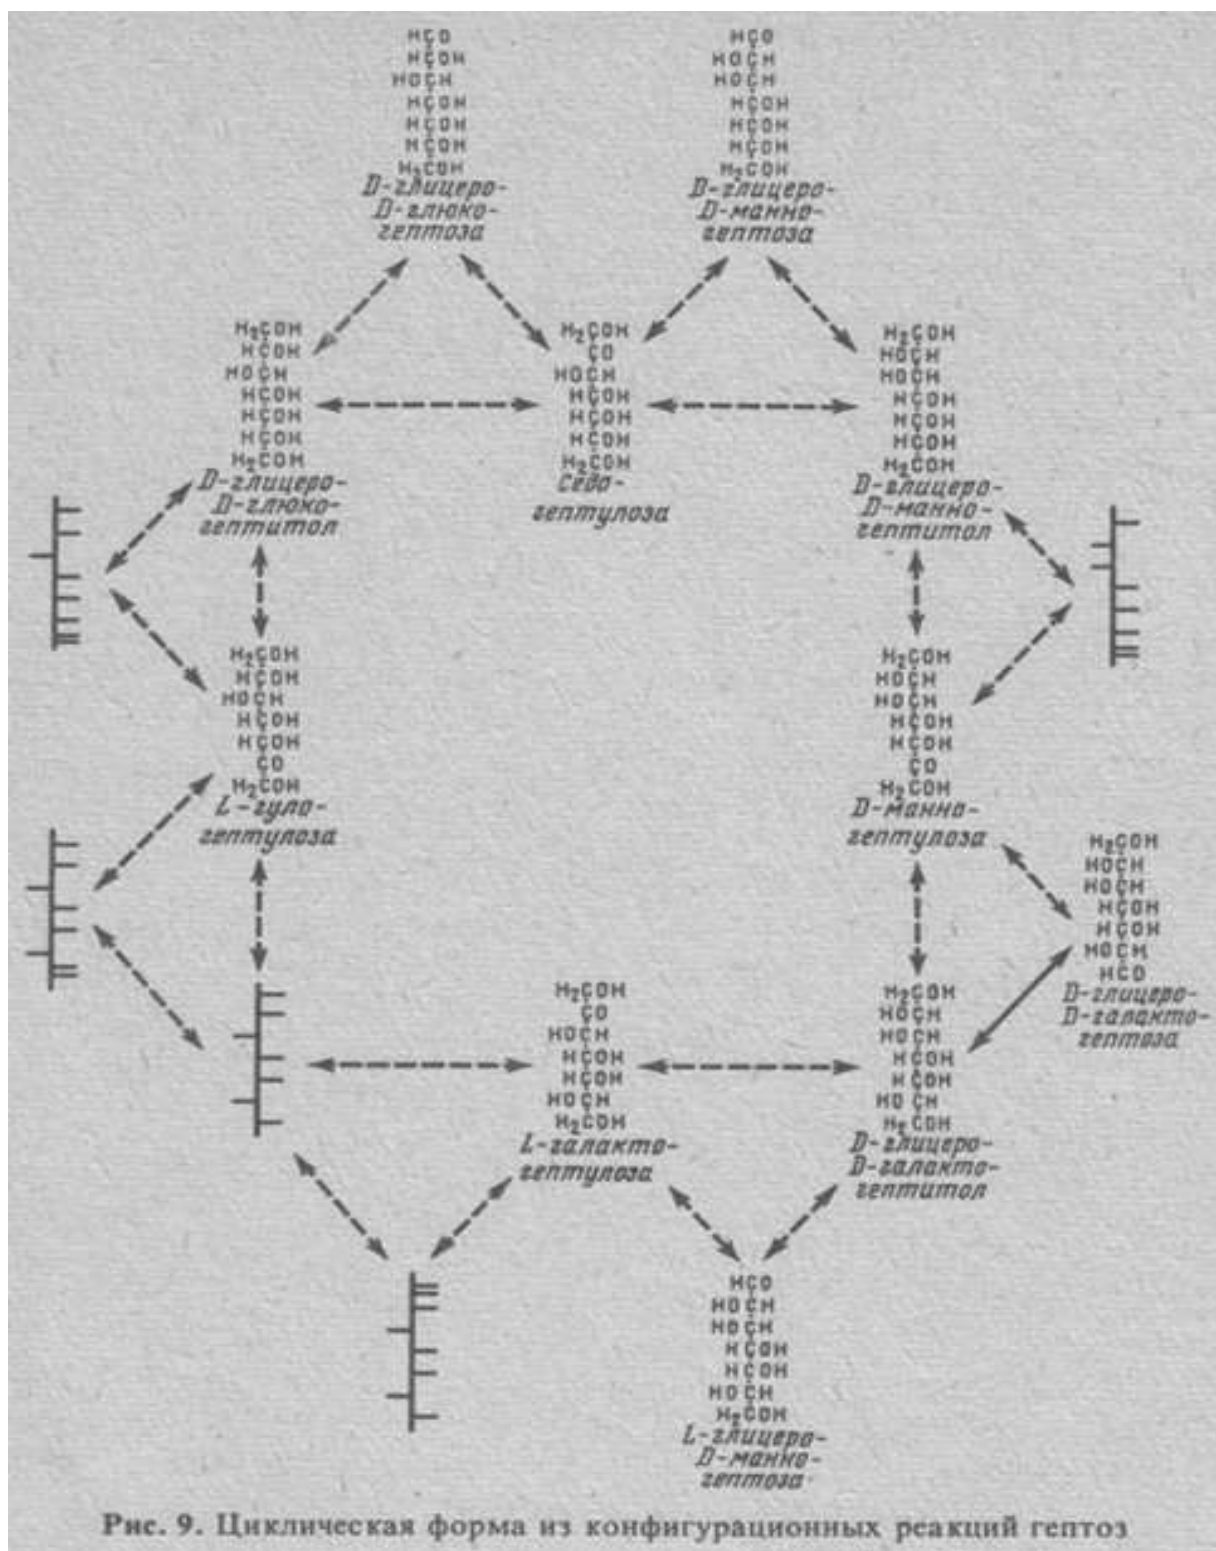 HCO
HCOH
HOCH
HCOH
HCOH
HCOH
H₂COH
D-глицеро-
D-глюко-
гептоза
HCO
HOCH
HOCH
HCOH
HCOH
HCOH
H₂COH
D-глицеро-
D-манно-
гептоза
H₂COH
HCOH
HOCH
HCOH
HCOH
HCOH
H₂COH
D-глицеро-
D-глюко-
гептитол
H₂COH
CO
HOCH
HCOH
HCOH
HCOH
H₂COH
Седо-
гептулоза
H₂COH
HOCH
HOCH
HCOH
HCOH
HCOH
H₂COH
D-глицеро-
D-манно-
гептитол
H₂COH
HCOH
HOCH
HCOH
HCOH
CO
H₂COH
L-гуло-
гептулоза
H₂COH
HOCH
HOCH
HCOH
HCOH
CO
H₂COH
D-манно-
гептулоза
H₂COH
HOCH
HOCH
HCOH
HCOH
HOCH
HCO
D-глицеро-
D-галакто-
гептоза
H₂COH
CO
HOCH
HCOH
HCOH
HOCH
H₂COH
L-галакто-
гептулоза
H₂COH
HOCH
HOCH
HCOH
HCOH
HOCH
H₂COH
D-глицеро-
D-галакто-
гептитол
HCO
HOCH
HOCH
HCOH
HCOH
HOCH
H₂COH
L-глицеро-
D-манно-
гептоза
Рис. 9. Циклическая форма из конфигурационных реакций гептоз